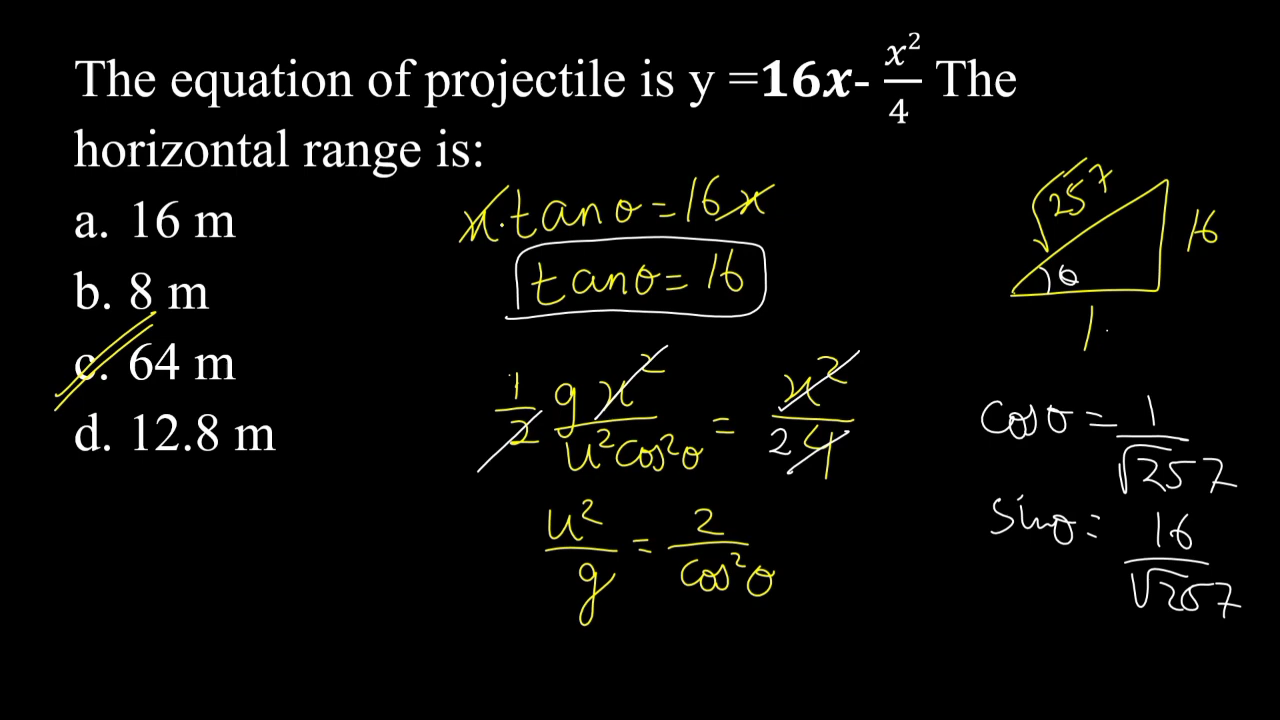 The equation of projectile is y =16x- x²/4 The
horizontal range is:
a. 16 m
b. 8 m
c. 64 m
d. 12.8 m
x·tanθ=16x
tanθ=16
1/2 gx²/u²cos²θ = x²/24
u²/g = 2/cos²θ
√257
16
θ
1
cosθ = 1/√257
sinθ = 16/√257